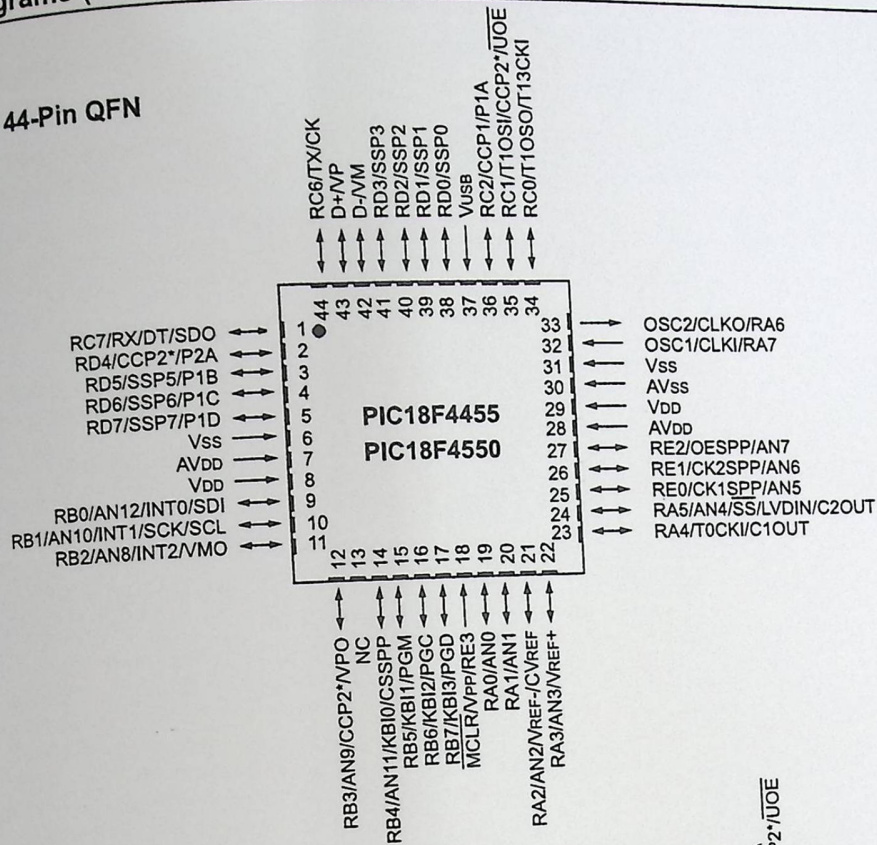 44-Pin QFN
RC6/TX/CK
D+/VP
D-/VM
RD3/SSP3
RD2/SSP2
RD1/SSP1
RD0/SSP0
VUSB
RC2/CCP1/P1A
RC1/T1OSI/CCP2*/UOE
RC0/T1OSO/T13CKI
44 43 42 41 40 39 38 37 36 35 34
RC7/RX/DT/SDO 1
RD4/CCP2*/P2A 2
RD5/SSP5/P1B 3
RD6/SSP6/P1C 4
RD7/SSP7/P1D 5
VSS 6
AVDD 7
VDD 8
RB0/AN12/INT0/SDI 9
RB1/AN10/INT1/SCK/SCL 10
RB2/AN8/INT2/VMO 11
PIC18F4455
PIC18F4550
33 OSC2/CLKO/RA6
32 OSC1/CLKI/RA7
31 VSS
30 AVSS
29 VDD
28 AVDD
27 RE2/OESPP/AN7
26 RE1/CK2SPP/AN6
25 RE0/CK1SPP/AN5
24 RA5/AN4/SS/LVDIN/C2OUT
23 RA4/T0CKI/C1OUT
12 13 14 15 16 17 18 19 20 21 22
RB3/AN9/CCP2*/VPO
NC
RB4/AN11/KBI0/CSSPP
RB5/KBI1/PGM
RB6/KBI2/PGC
RB7/KBI3/PGD
MCLR/VPP/RE3
RA0/AN0
RA1/AN1
RA2/AN2/VREF-/CVREF
RA3/AN3/VREF+